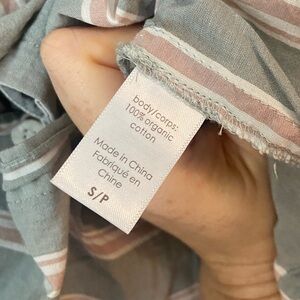 body/corps:
100% organic
cotton
Made in China
Fabriqué en
Chine
S/P